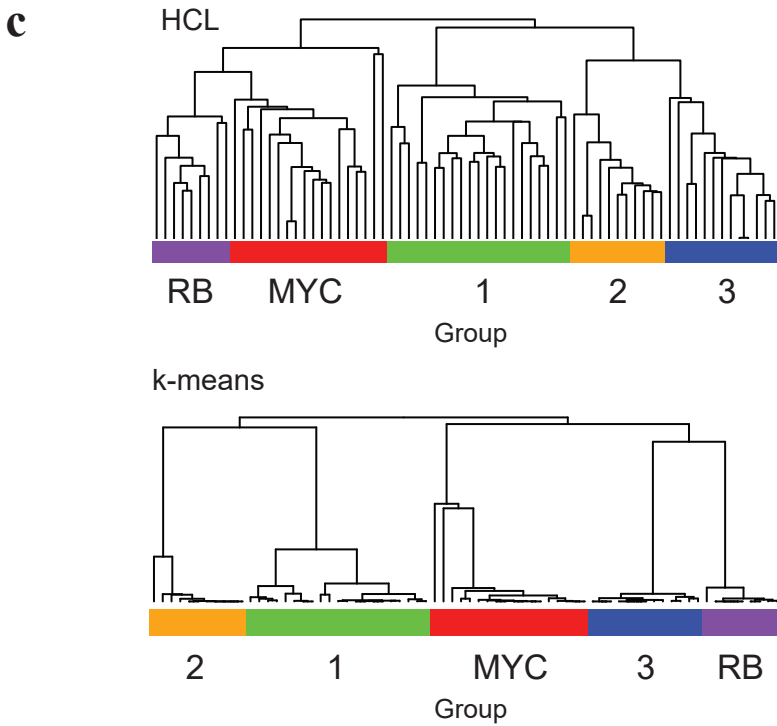 c
HCL
RB MYC 1 2 3
Group
k-means
2 1 MYC 3 RB
Group